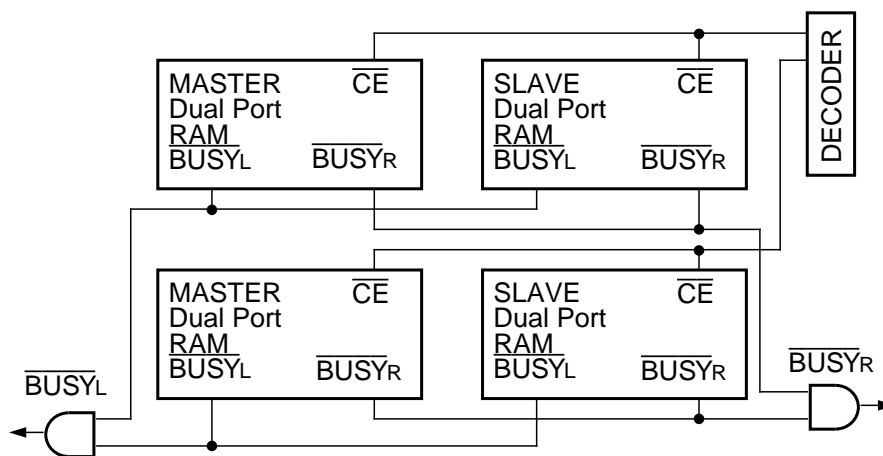 MASTER
Dual Port
RAM
BUSYL
CE
BUSYR
SLAVE
Dual Port
RAM
BUSYL
CE
BUSYR
DECODER
MASTER
Dual Port
RAM
BUSYL
CE
BUSYR
SLAVE
Dual Port
RAM
BUSYL
CE
BUSYR
BUSYL
BUSYR